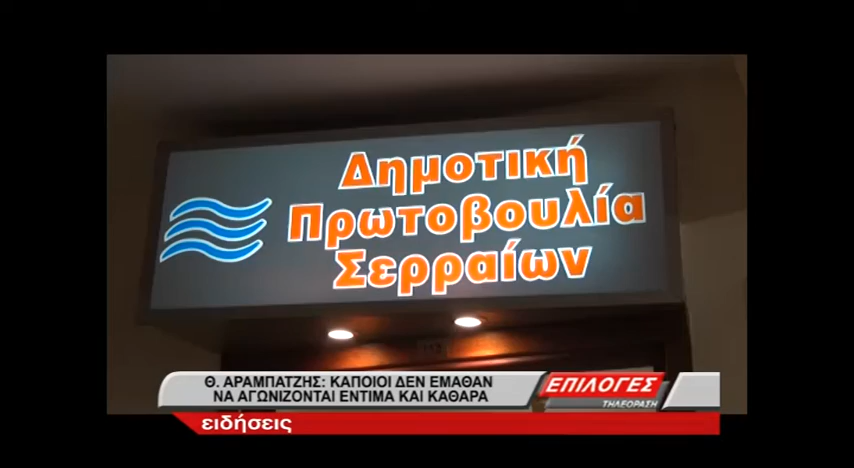 Δημοτική
Πρωτοβουλία
Σερραίων
Θ. ΑΡΑΜΠΑΤΖΗΣ: ΚΑΠΟΙΟΙ ΔΕΝ ΕΜΑΘΑΝ
ΝΑ ΑΓΩΝΙΖΟΝΤΑΙ ΕΝΤΙΜΑ ΚΑΙ ΚΑΘΑΡΑ
ΕΠΙΛΟΓΕΣ
ΤΗΛΕΟΡΑΣΗ
ειδήσεις